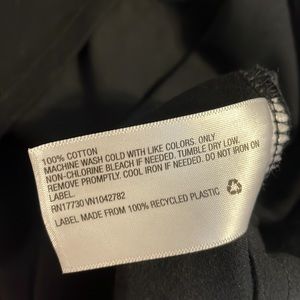 100% COTTON
MACHINE WASH COLD WITH LIKE COLORS. ONLY
NON-CHLORINE BLEACH IF NEEDED. TUMBLE DRY LOW.
REMOVE PROMPTLY. COOL IRON IF NEEDED. DO NOT IRON ON
LABEL.
RN17730 VN1042782
LABEL MADE FROM 100% RECYCLED PLASTIC